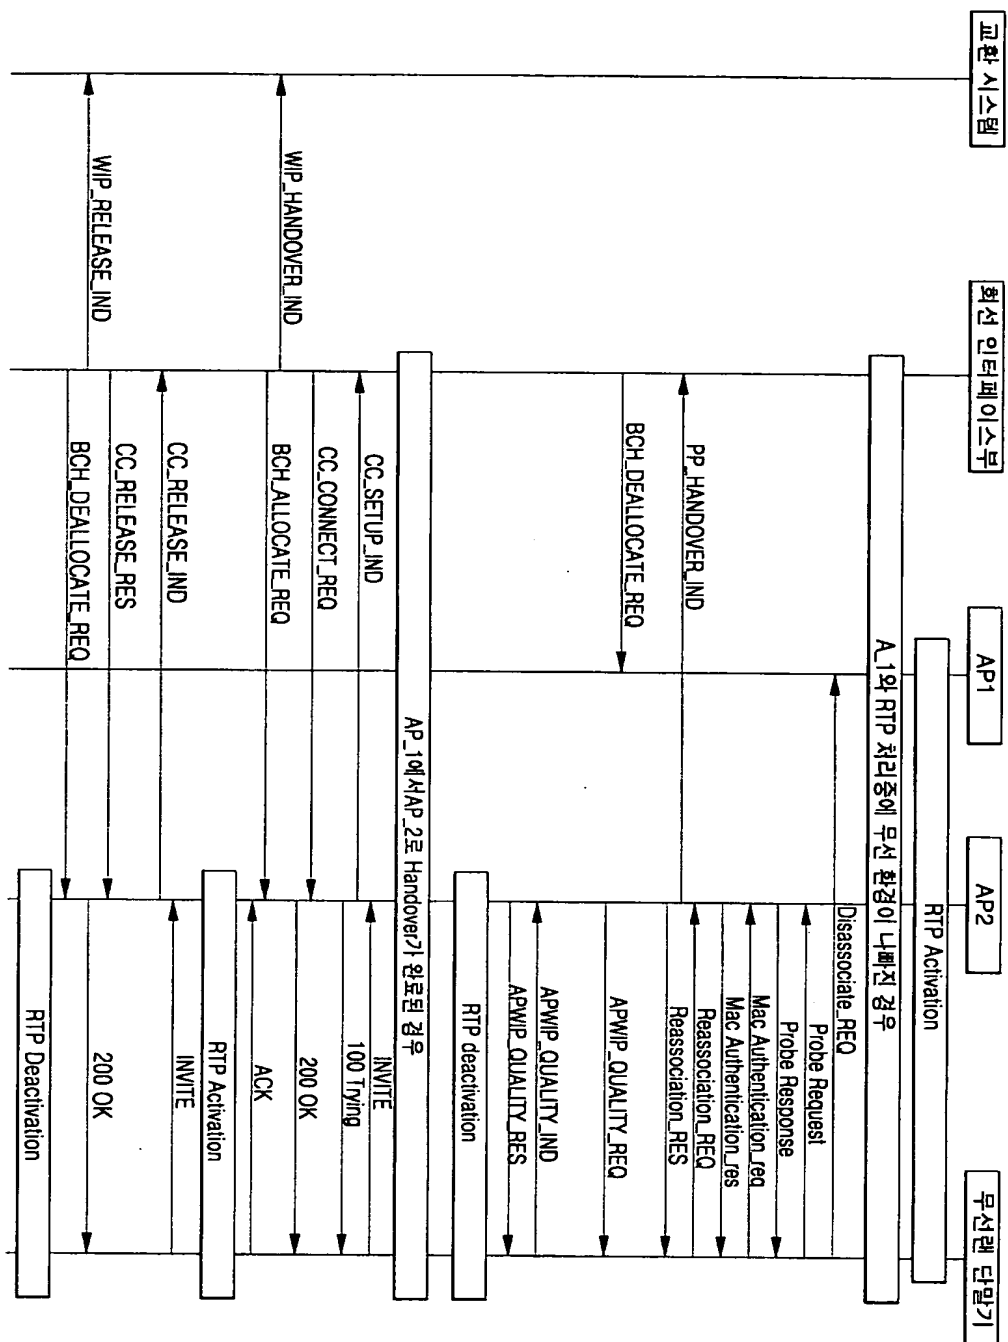 교환 시스템
회선 인터페이스부
AP1
AP2
무선랜 단말기
RTP Activation
A_1와 RTP 처리중에 무선 환경이 나빠진 경우
Disassociate_REQ
Probe Request
Probe Response
Mac Authentication_req
Mac Authentication_res
Reassociation_REQ
PP_HANDOVER_IND
Reassociation_RES
BCH_DEALLOCATE_REQ
APWIP_QUALITY_REQ
APWIP_QUALITY_IND
APWIP_QUALITY_RES
RTP deactivation
AP_1에서AP_2로 Handover가 완료된 경우
INVITE
CC_SETUP_IND
100 Trying
CC_CONNECT_REQ
200 OK
WIP_HANDOVER_IND
BCH_ALLOCATE_REQ
ACK
RTP Activation
INVITE
CC_RELEASE_IND
CC_RELEASE_RES
WIP_RELEASE_IND
200 OK
BCH_DEALLOCATE_REQ
RTP Deactivation